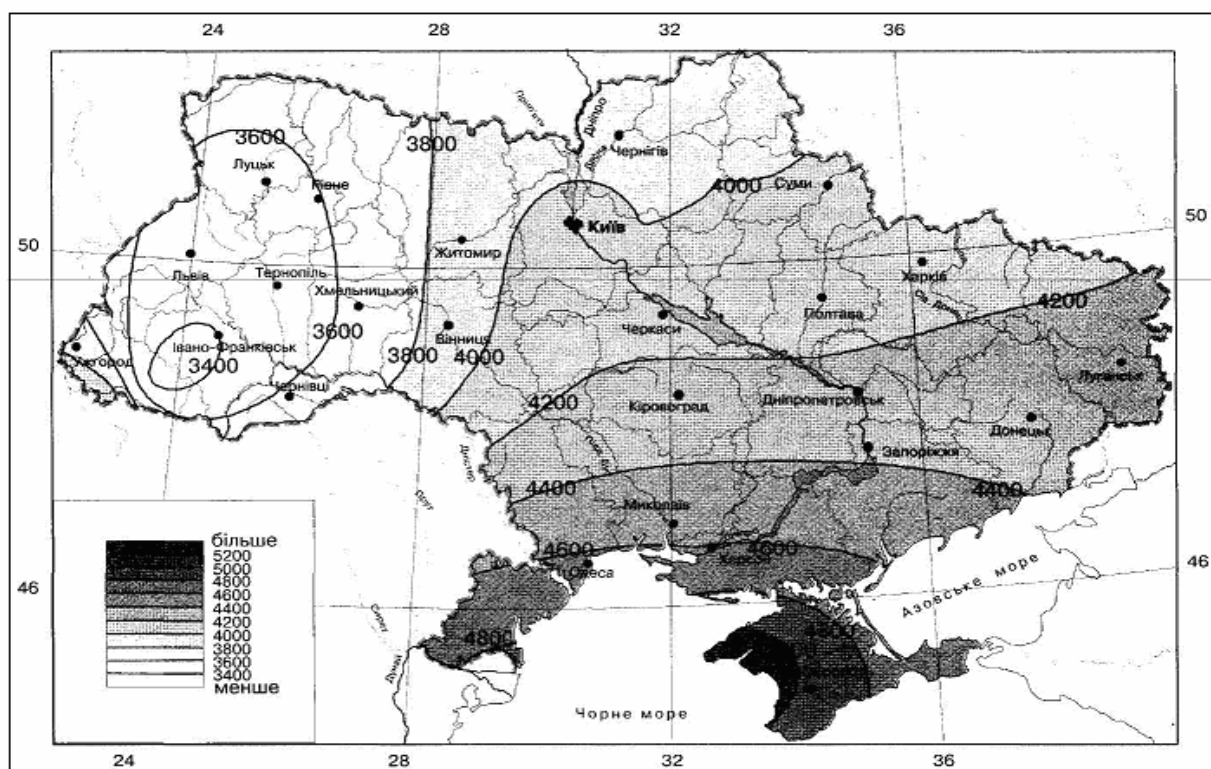 24 28 32 36
Прип'ять
Дніпро
Десна
Чернігів
3600
3800
Луцьк
Рівне
4000
Суми
50 50
Київ
Житомир
Львів
Тернопіль
Хмельницький
Харків
4200
Полтава
3600
Вінниця
Черкаси
3800
4000
Ужгород
Івано-Франківськ
3400
Луганськ
Чернівці
4200
Кіровоград
Дніпропетровськ
Донецьк
Дністер
Запоріжжя
4400
4400
Прут
Миколаїв
більше
5200
5000
4800
4600
4400
4200
4000
3800
3600
3400
менше
4600
4600
Херсон
Одеса
46 46
Азовське море
4800
Дунай
Чорне море
24 28 32 36